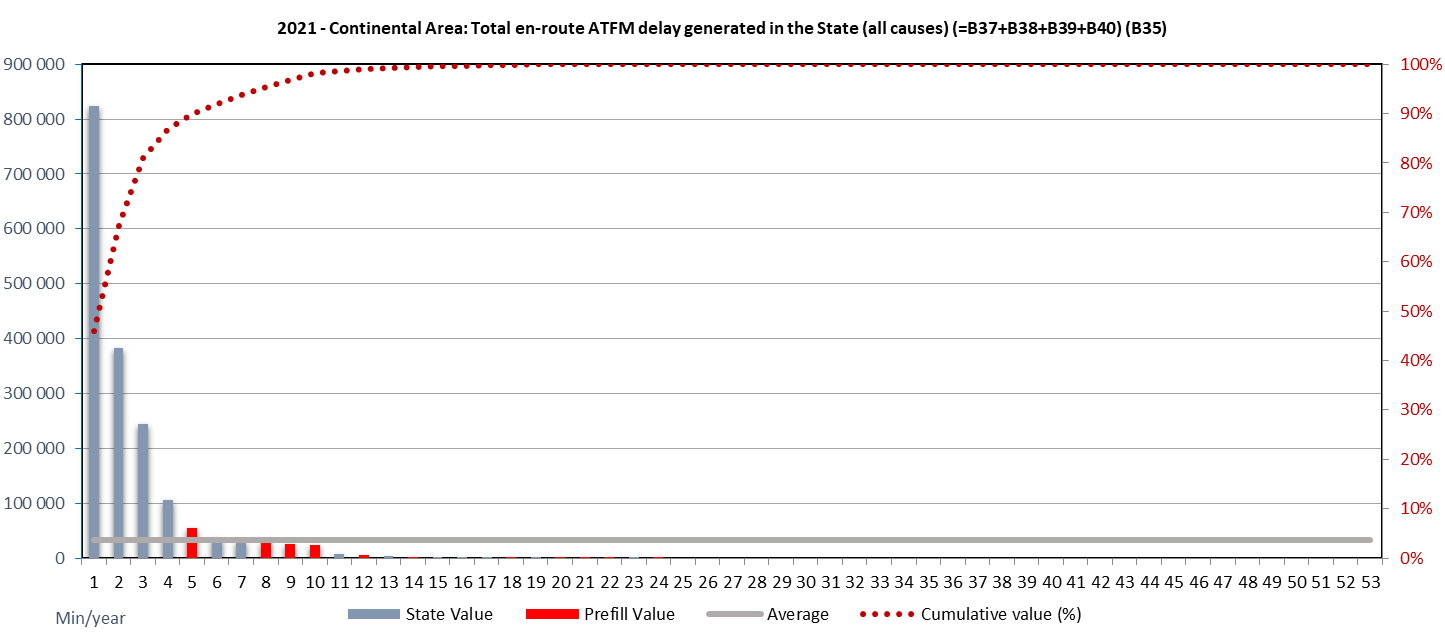 2021 - Continental Area: Total en-route ATFM delay generated in the State (all causes) (=B37+B38+B39+B40) (B35)
900 000 100%
800 000 90%
700 000 80%
600 000 70%
500 000 60%
400 000 50%
300 000 40%
200 000 30%
100 000 20%
0 10%
0%
1 2 3 4 5 6 7 8 9 10 11 12 13 14 15 16 17 18 19 20 21 22 23 24 25 26 27 28 29 30 31 32 33 34 35 36 37 38 39 40 41 42 43 44 45 46 47 48 49 50 51 52 53
Min/year State Value Prefill Value Average Cumulative value (%)